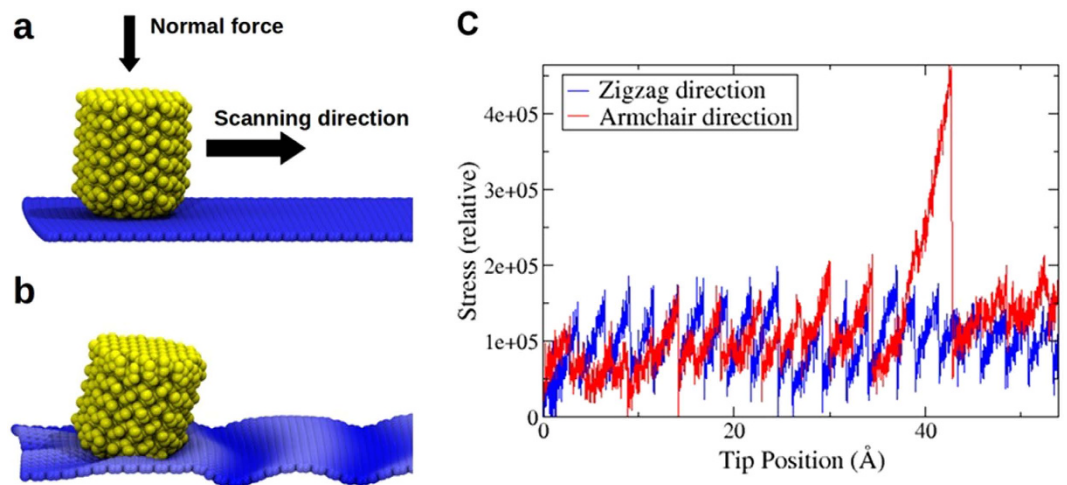 a
Normal force
Scanning direction
b
C
Zigzag direction
Armchair direction
Stress (relative)
4e+05
3e+05
2e+05
1e+05
0
0
20
40
Tip Position (Å)